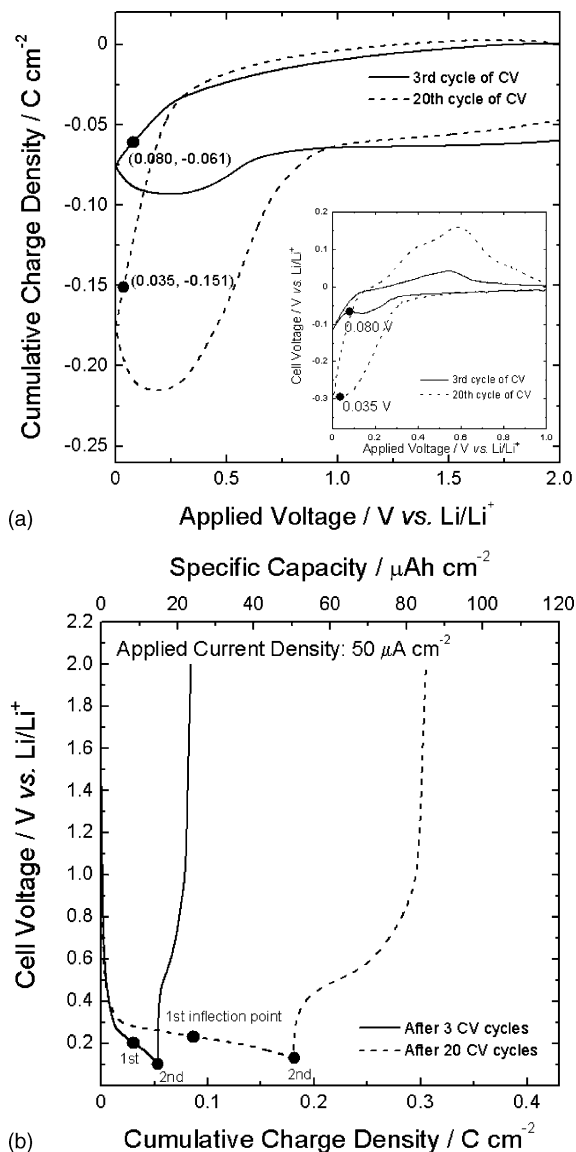 0
-0.05
-0.10
-0.15
-0.20
-0.25
Cumulative Charge Density / C cm⁻²
3rd cycle of CV
20th cycle of CV
(0.080, -0.061)
(0.035, -0.151)
0.2
0.1
0
-0.1
-0.2
-0.3
-0.4
Cell Voltage / V vs. Li/Li⁺
0.080 V
0.035 V
3rd cycle of CV
20th cycle of CV
0 0.2 0.4 0.6 0.8 1.0
Applied Voltage / V vs. Li/Li⁺
0 0.5 1.0 1.5 2.0
(a) Applied Voltage / V vs. Li/Li⁺
Specific Capacity / μAh cm⁻²
0 20 40 60 80 100 120
2.2
2.0
1.8
1.6
1.4
1.2
1.0
0.8
0.6
0.4
0.2
Cell Voltage / V vs. Li/Li⁺
Applied Current Density: 50 μA cm⁻²
1st inflection point
1st
2nd
2nd
After 3 CV cycles
After 20 CV cycles
0 0.1 0.2 0.3 0.4
(b) Cumulative Charge Density / C cm⁻²